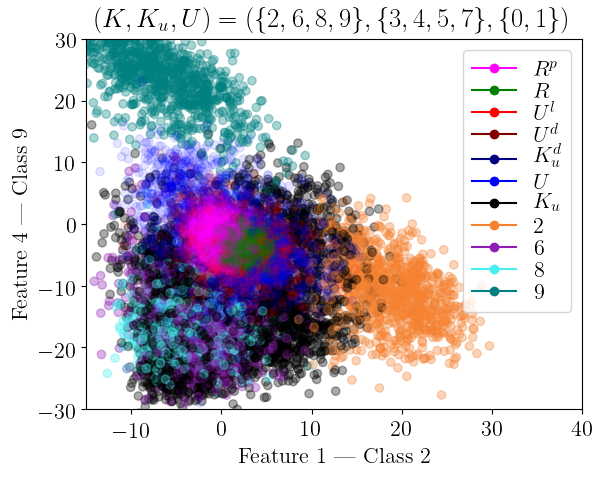 (K, K_u, U) = ({2, 6, 8, 9}, {3, 4, 5, 7}, {0, 1})
30
20
10
0
−10
−20
−30
Feature 4 — Class 9
R^p
R
U^l
U^d
K_u^d
U
K_u
2
6
8
9
−10
0
10
20
30
40
Feature 1 — Class 2